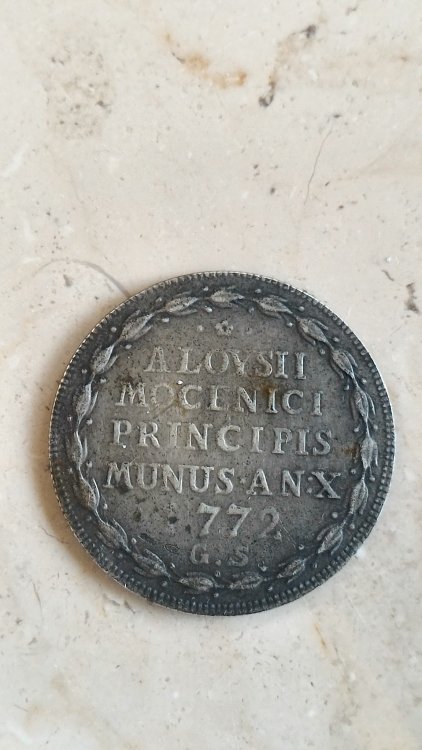 ALOYSII
MOCENICI
PRINCIPIS
MUNUS·AN·X
772
G.S.